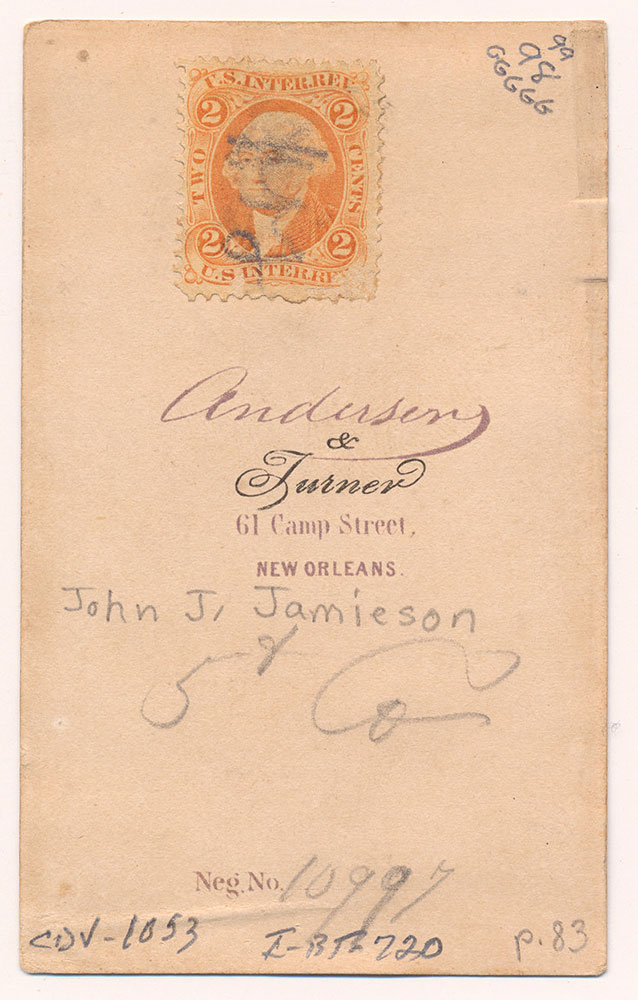 99
98
GGGGG
U.S. INTER. REV.
2 2
TWO CENTS
2 2
U.S. INTER. REV.
Anderson
&
Turner
61 Camp Street,
NEW ORLEANS.
John J. Jamieson
5 & Co
Neg. No. 10997
CDV-1053 p.83